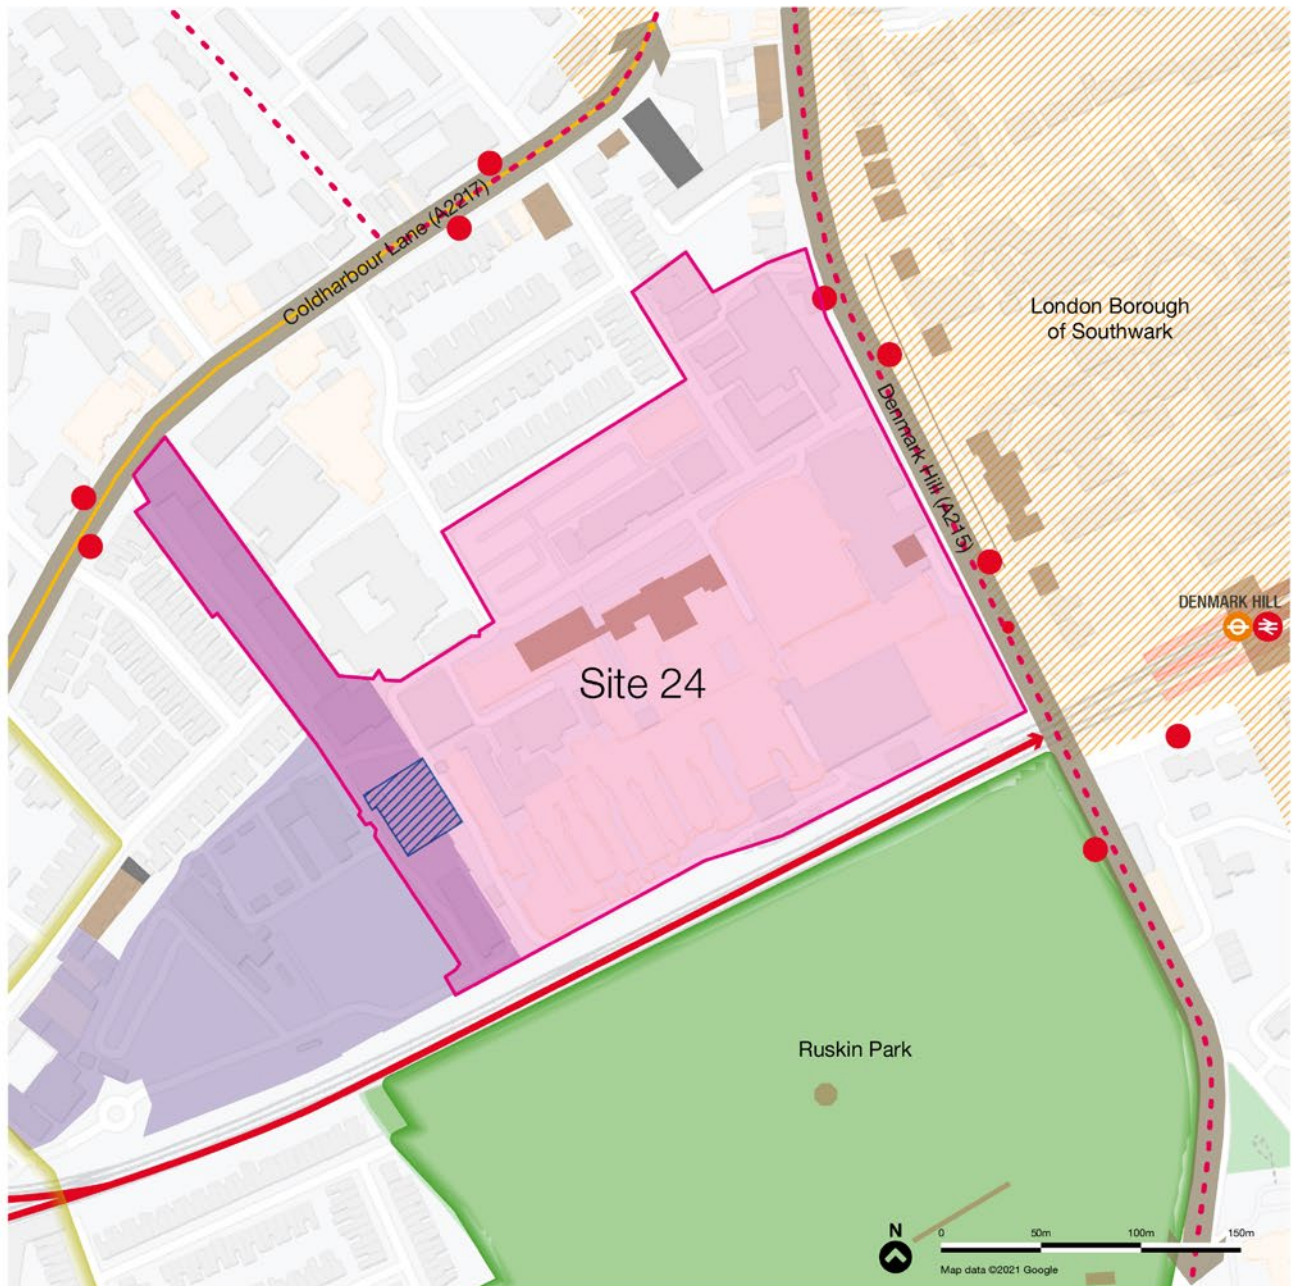 Coldharbour Lane (A2217)
London Borough
of Southwark
Denmark Hill (A215)
DENMARK HILL
Site 24
Ruskin Park
N
0 50m 100m 150m
Map data ©2021 Google